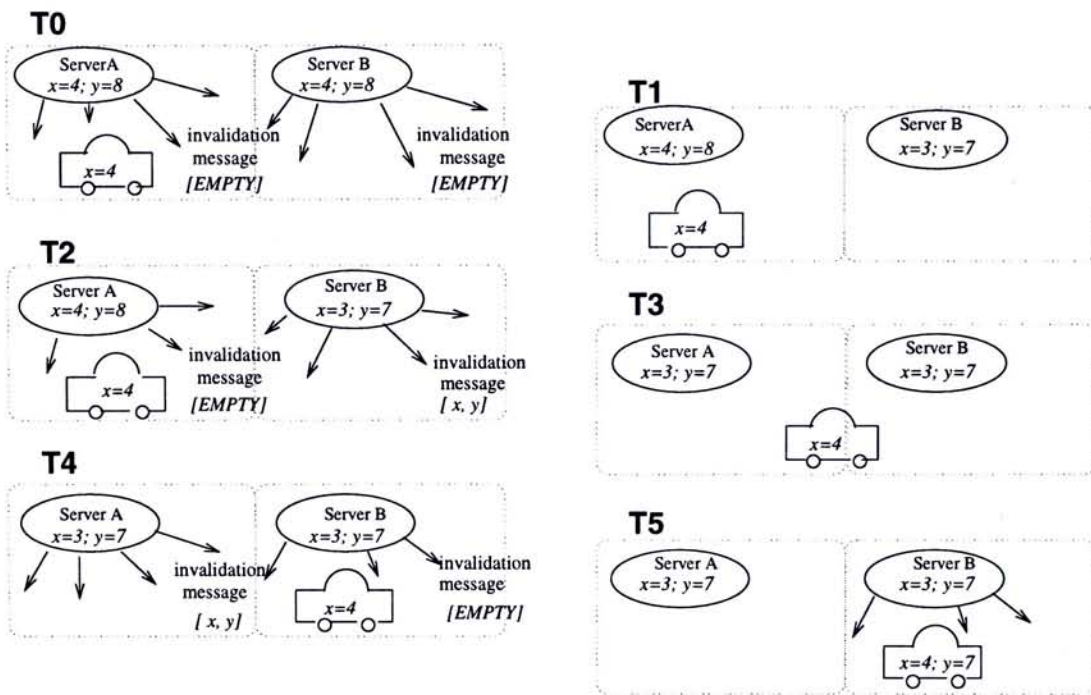 T0
ServerA
x=4; y=8
Server B
x=4; y=8
x=4
invalidation
message
[EMPTY]
invalidation
message
[EMPTY]
T1
ServerA
x=4; y=8
Server B
x=3; y=7
x=4
T2
Server A
x=4; y=8
Server B
x=3; y=7
x=4
invalidation
message
[EMPTY]
invalidation
message
[ x, y]
T3
Server A
x=3; y=7
Server B
x=3; y=7
x=4
T4
Server A
x=3; y=7
Server B
x=3; y=7
invalidation
message
[ x, y]
x=4
invalidation
message
[EMPTY]
T5
Server A
x=3; y=7
Server B
x=3; y=7
x=4; y=7